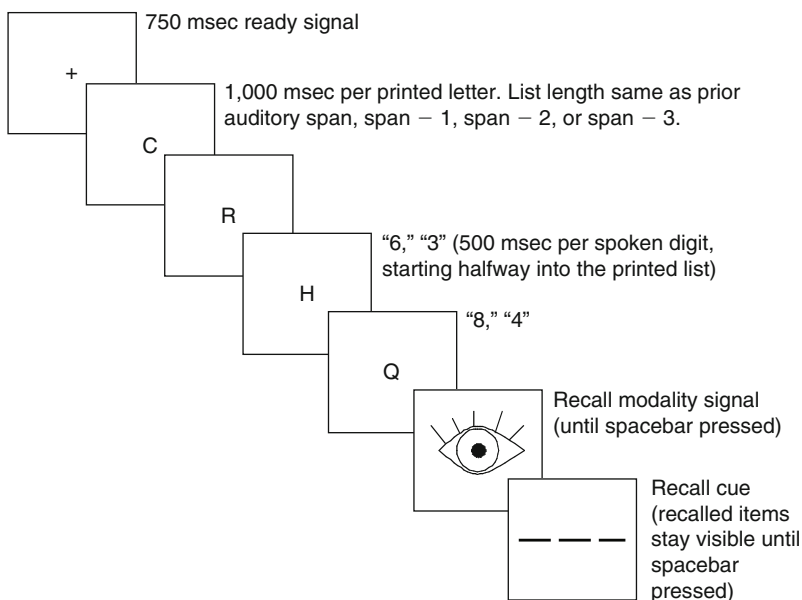 750 msec ready signal
+
1,000 msec per printed letter. List length same as prior
auditory span, span − 1, span − 2, or span − 3.
C
R
“6,” “3” (500 msec per spoken digit,
starting halfway into the printed list)
H
“8,” “4”
Q
Recall modality signal
(until spacebar pressed)
Recall cue
(recalled items
stay visible until
spacebar
pressed)